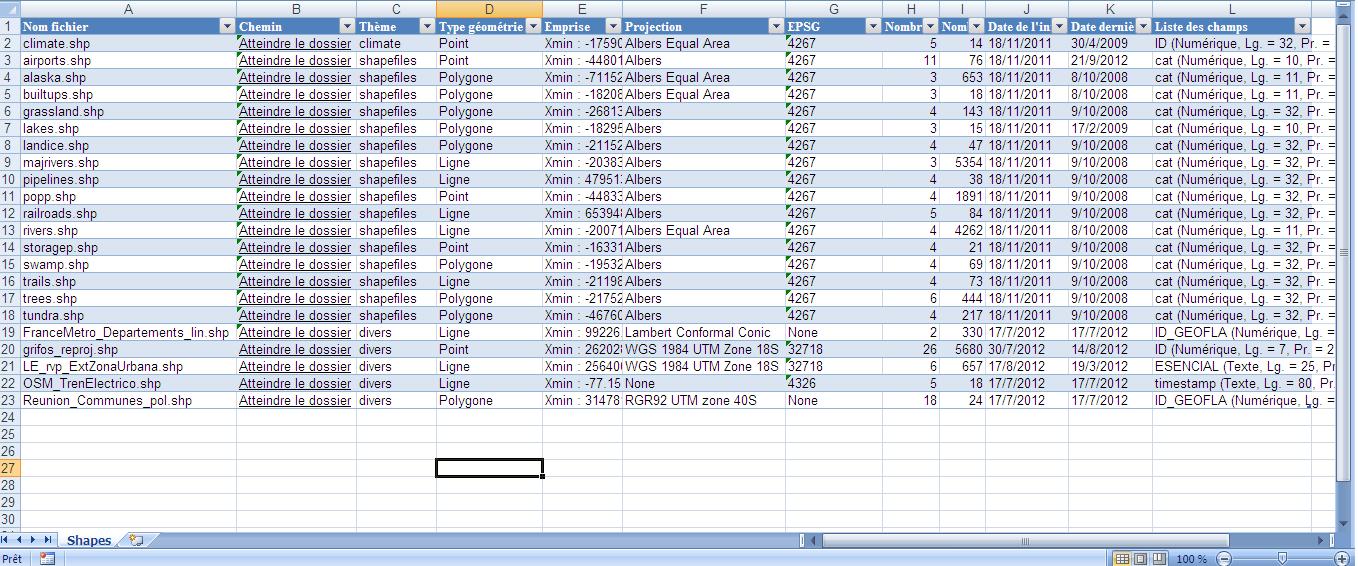 A B C D E F G H I J K L
1 Nom fichier Chemin Thème Type géométrie Emprise Projection EPSG Nombr Nom Date de l'in Date derniè Liste des champs
2 climate.shp Atteindre le dossier climate Point Xmin : -17590 Albers Equal Area 4267 5 14 18/11/2011 30/4/2009 ID (Numérique, Lg. = 32, Pr. =
3 airports.shp Atteindre le dossier shapefiles Point Xmin : -44801 Albers 4267 11 76 18/11/2011 21/9/2012 cat (Numérique, Lg. = 10, Pr. =
4 alaska.shp Atteindre le dossier shapefiles Polygone Xmin : -71152 Albers Equal Area 4267 3 653 18/11/2011 8/10/2008 cat (Numérique, Lg. = 11, Pr. =
5 builtups.shp Atteindre le dossier shapefiles Polygone Xmin : -18208 Albers Equal Area 4267 3 18 18/11/2011 8/10/2008 cat (Numérique, Lg. = 11, Pr. =
6 grassland.shp Atteindre le dossier shapefiles Polygone Xmin : -26813 Albers 4267 4 143 18/11/2011 9/10/2008 cat (Numérique, Lg. = 32, Pr. =
7 lakes.shp Atteindre le dossier shapefiles Polygone Xmin : -18295 Albers 4267 3 15 18/11/2011 17/2/2009 cat (Numérique, Lg. = 10, Pr. =
8 landice.shp Atteindre le dossier shapefiles Polygone Xmin : -21152 Albers 4267 4 47 18/11/2011 9/10/2008 cat (Numérique, Lg. = 32, Pr. =
9 majrivers.shp Atteindre le dossier shapefiles Ligne Xmin : -20383 Albers 4267 3 5354 18/11/2011 9/10/2008 cat (Numérique, Lg. = 32, Pr. =
10 pipelines.shp Atteindre le dossier shapefiles Ligne Xmin : 47951 Albers 4267 4 38 18/11/2011 9/10/2008 cat (Numérique, Lg. = 32, Pr. =
11 popp.shp Atteindre le dossier shapefiles Point Xmin : -44833 Albers 4267 4 1891 18/11/2011 9/10/2008 cat (Numérique, Lg. = 32, Pr. =
12 railroads.shp Atteindre le dossier shapefiles Ligne Xmin : 65394 Albers 4267 5 84 18/11/2011 9/10/2008 cat (Numérique, Lg. = 32, Pr. =
13 rivers.shp Atteindre le dossier shapefiles Ligne Xmin : -20071 Albers Equal Area 4267 4 4262 18/11/2011 8/10/2008 cat (Numérique, Lg. = 11, Pr. =
14 storagep.shp Atteindre le dossier shapefiles Point Xmin : -16331 Albers 4267 4 21 18/11/2011 9/10/2008 cat (Numérique, Lg. = 32, Pr. =
15 swamp.shp Atteindre le dossier shapefiles Polygone Xmin : -19532 Albers 4267 4 69 18/11/2011 9/10/2008 cat (Numérique, Lg. = 32, Pr. =
16 trails.shp Atteindre le dossier shapefiles Ligne Xmin : -21198 Albers 4267 4 73 18/11/2011 9/10/2008 cat (Numérique, Lg. = 32, Pr. =
17 trees.shp Atteindre le dossier shapefiles Polygone Xmin : -21752 Albers 4267 6 444 18/11/2011 9/10/2008 cat (Numérique, Lg. = 32, Pr. =
18 tundra.shp Atteindre le dossier shapefiles Polygone Xmin : -46760 Albers 4267 4 217 18/11/2011 9/10/2008 cat (Numérique, Lg. = 32, Pr. =
19 FranceMetro_Departements_lin.shp Atteindre le dossier divers Ligne Xmin : 99226 Lambert Conformal Conic None 2 330 17/7/2012 17/7/2012 ID_GEOFLA (Numérique, Lg. =
20 grifos_reproj.shp Atteindre le dossier divers Point Xmin : 26202 WGS 1984 UTM Zone 18S 32718 26 5680 30/7/2012 14/8/2012 ID (Numérique, Lg. = 7, Pr. = 2
21 LE_rvp_ExtZonaUrbana.shp Atteindre le dossier divers Ligne Xmin : 25640 WGS 1984 UTM Zone 18S 32718 6 657 17/8/2012 19/3/2012 ESENCIAL (Texte, Lg. = 25, Pr
22 OSM_TrenElectrico.shp Atteindre le dossier divers Ligne Xmin : -77.15 None 4326 5 18 17/7/2012 17/7/2012 timestamp (Texte, Lg. = 80, Pr.
23 Reunion_Communes_pol.shp Atteindre le dossier divers Polygone Xmin : 31478 RGR92 UTM zone 40S None 18 24 17/7/2012 17/7/2012 ID_GEOFLA (Numérique, Lg. =
24
25
26
27
28
29
30
Shapes
Prêt 100 %